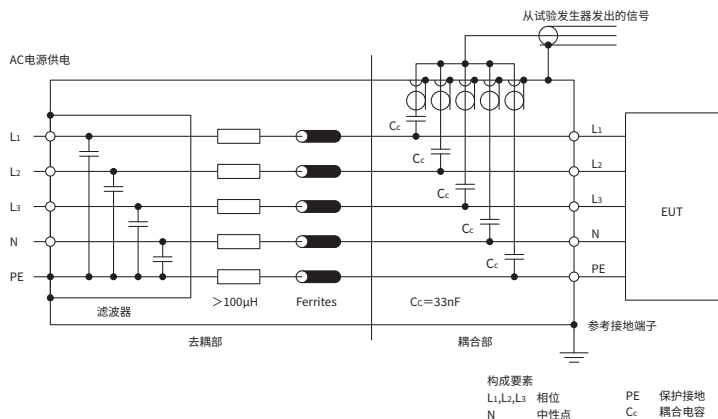 从试验发生器发出的信号
AC电源供电
L1
L2
L3
N
PE
Cc
Cc
Cc
Cc
Cc
L1
L2
L3
N
PE
EUT
滤波器
＞100μH
Ferrites
Cc＝33nF
去耦部
耦合部
参考接地端子
构成要素
L1,L2,L3 相位 PE 保护接地
N 中性点 Cc 耦合电容